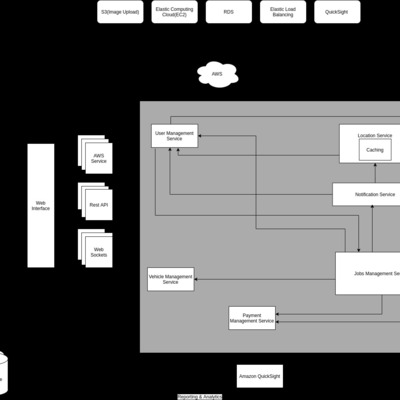 S3(Image Upload)
Elastic Computing
Cloud(EC2)
RDS
Elastic Load
Balancing
QuickSight
AWS
User Management
Service
Location Service
Caching
AWS
Service
Web
Interface
Rest API
Notification Service
Web
Sockets
Vehicle Management
Service
Jobs Management Se
Payment
Management Service
Amazon QuickSight
Reporting & Analytics